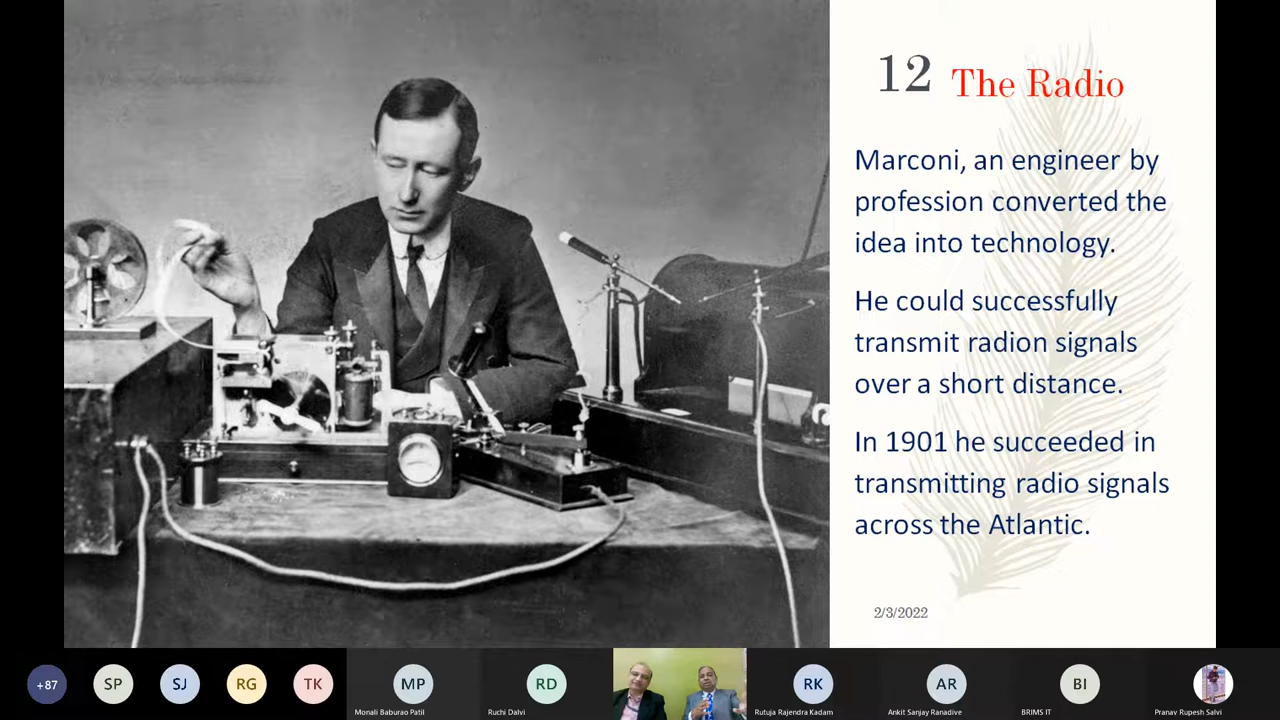 12 The Radio
Marconi, an engineer by
profession converted the
idea into technology.
He could successfully
transmit radion signals
over a short distance.
In 1901 he succeeded in
transmitting radio signals
across the Atlantic.
2/3/2022
+87 SP SJ RG TK MP RD RK AR BI
Monali Baburao Patil Ruchi Dalvi Rutuja Rajendra Kadam Ankit Sanjay Ranadive BRIMS IT Pranav Rupesh Salvi